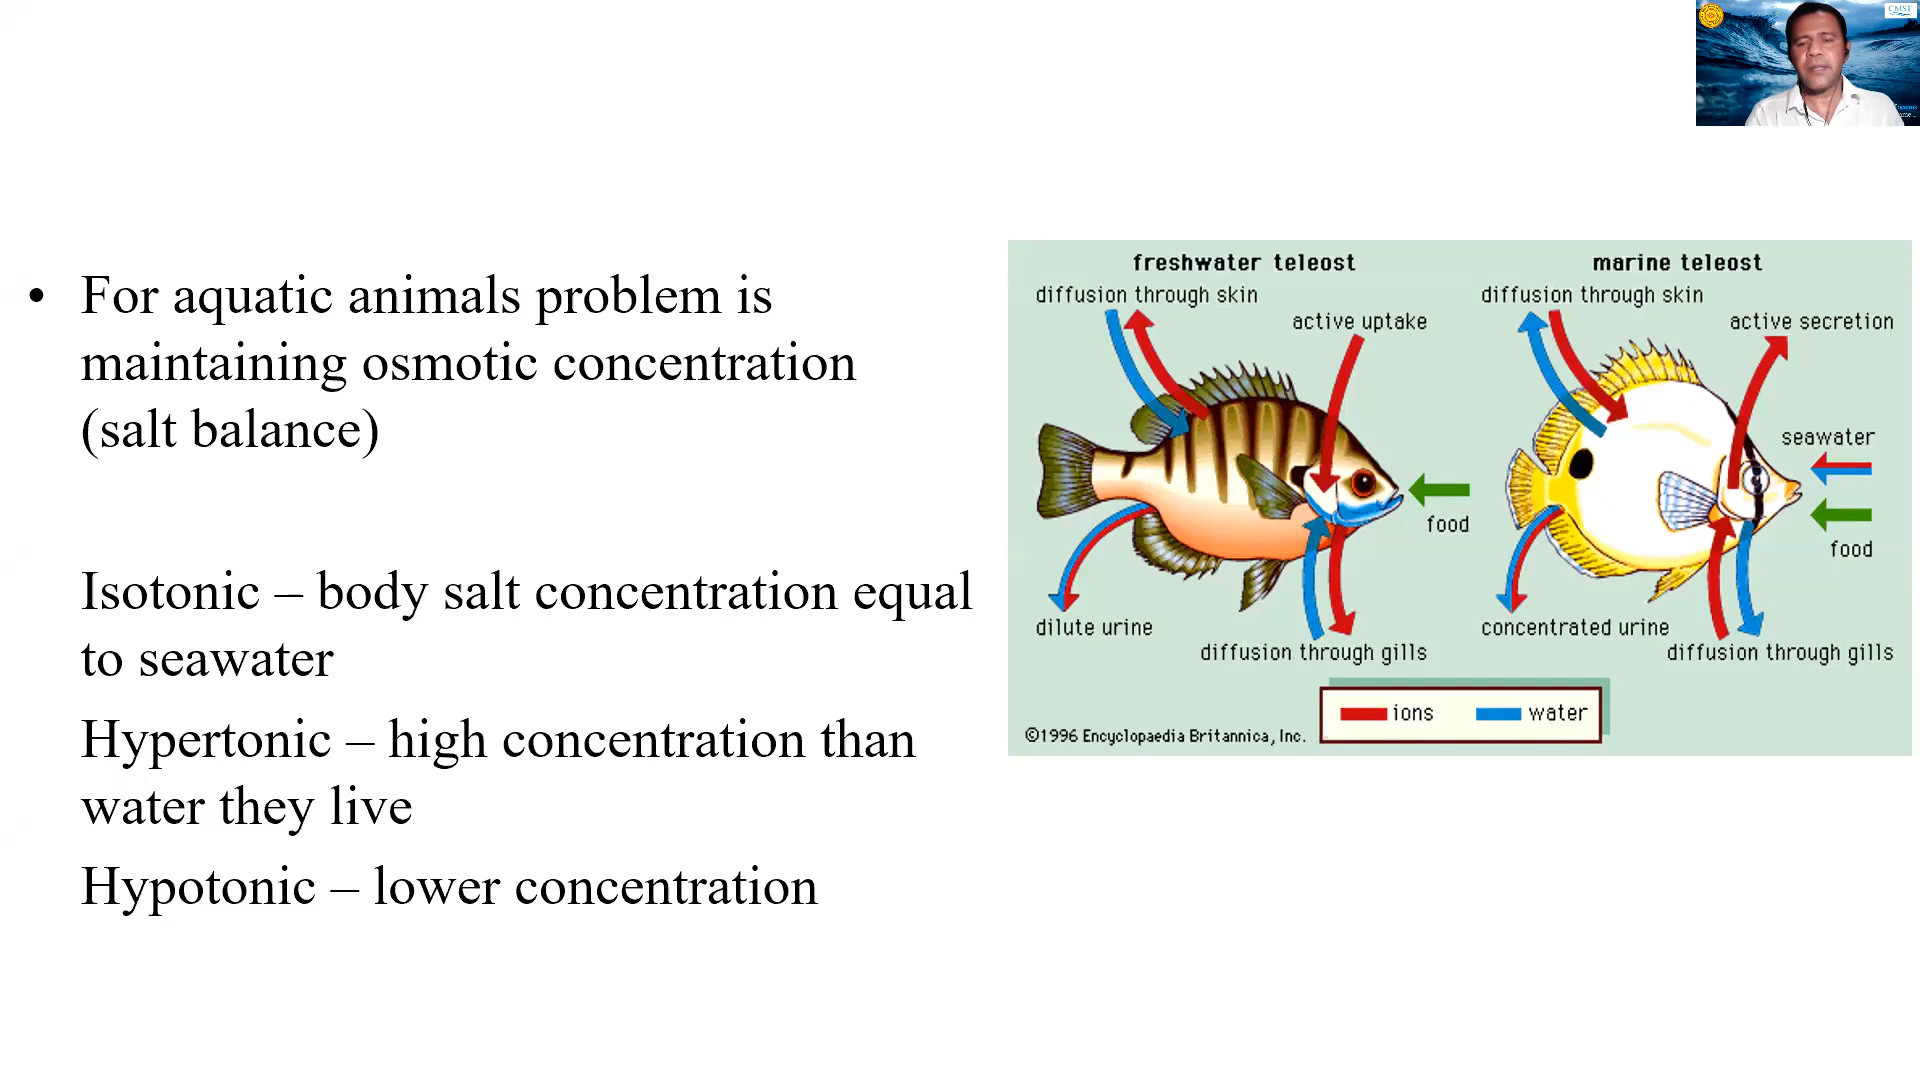 • For aquatic animals problem is
maintaining osmotic concentration
(salt balance)
Isotonic – body salt concentration equal
to seawater
Hypertonic – high concentration than
water they live
Hypotonic – lower concentration
freshwater teleost
diffusion through skin
active uptake
food
dilute urine
diffusion through gills
marine teleost
diffusion through skin
active secretion
seawater
food
concentrated urine
diffusion through gills
ions
water
©1996 Encyclopaedia Britannica, Inc.
CMST